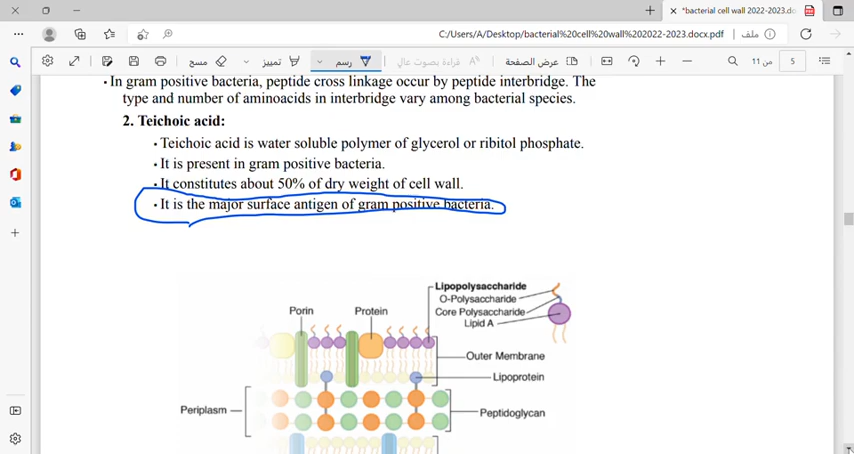 *bacterial cell wall 2022-2023.do
C:/Users/A/Desktop/bacterial%20cell%20wall%202022-2023.docx.pdf
ملف
مسح
تمييز
رسم
قراءة بصوت عالٍ
عرض الصفحة
من 11
5
• In gram positive bacteria, peptide cross linkage occur by peptide interbridge. The
type and number of aminoacids in interbridge vary among bacterial species.
2. Teichoic acid:
• Teichoic acid is water soluble polymer of glycerol or ribitol phosphate.
• It is present in gram positive bacteria.
• It constitutes about 50% of dry weight of cell wall.
• It is the major surface antigen of gram positive bacteria.
Lipopolysaccharide
O-Polysaccharide
Core Polysaccharide
Lipid A
Porin
Protein
Outer Membrane
Lipoprotein
Periplasm
Peptidoglycan